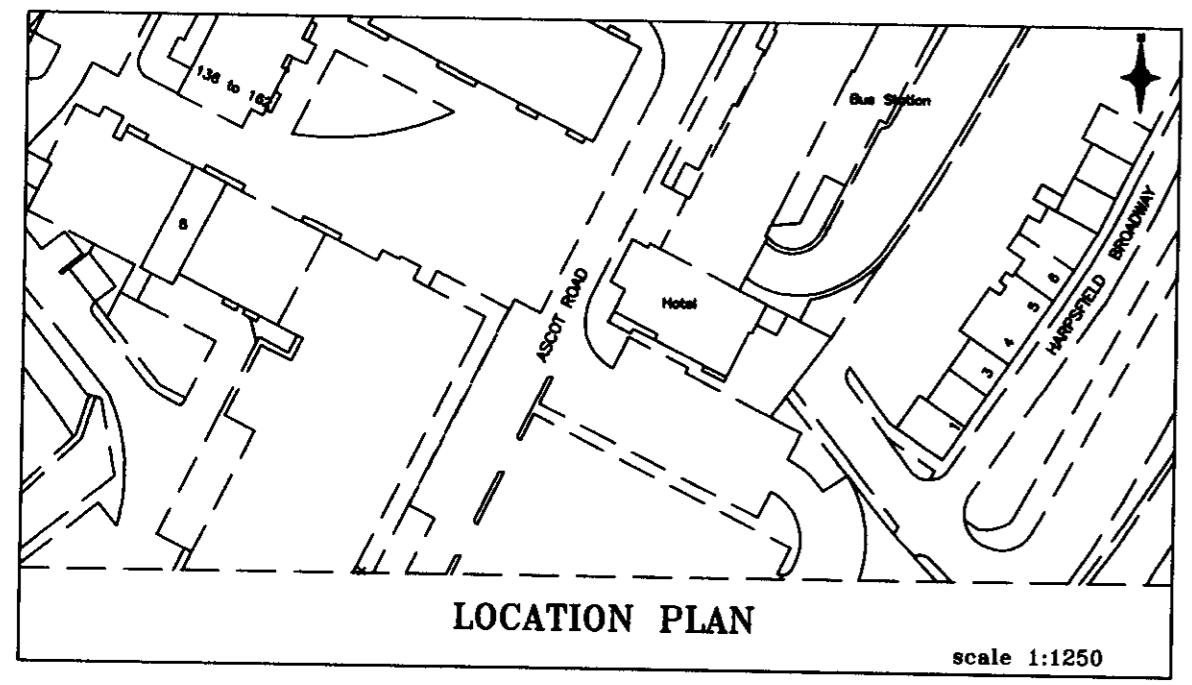 138 to 162
Bus Station
8
Hotel
ASCOT ROAD
HARPSFIELD BROADWAY
6
5
4
3
1
LOCATION PLAN
scale 1:1250